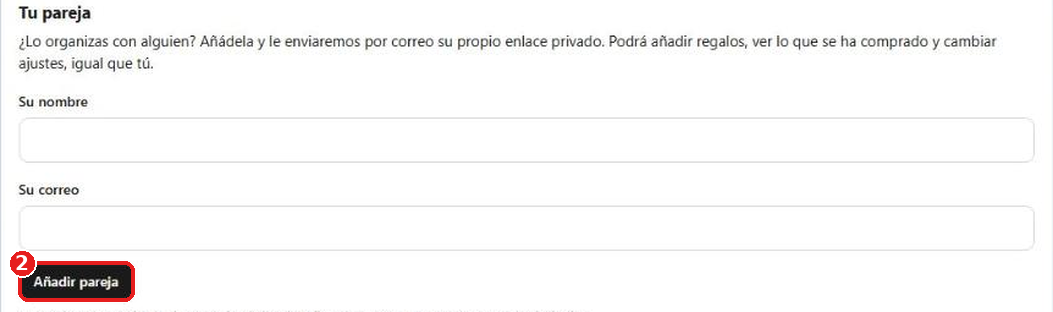 Tu pareja
¿Lo organizas con alguien? Añádela y le enviaremos por correo su propio enlace privado. Podrá añadir regalos, ver lo que se ha comprado y cambiar
ajustes, igual que tú.
Su nombre
Su correo
2
Añadir pareja